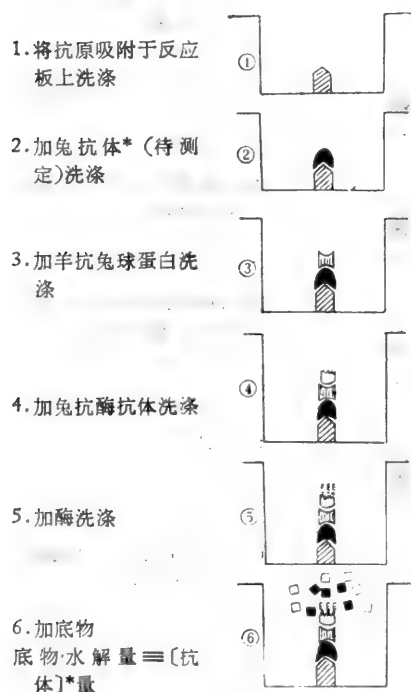 1.将抗原吸附于反应
板上洗涤
①
2.加兔抗体*（待测
定)洗涤
②
3.加羊抗兔球蛋白洗
涤
③
4.加兔抗酶抗体洗涤
④
5.加酶洗涤
⑤
6.加底物
底物·水解量≡〔抗
体〕*量
⑥